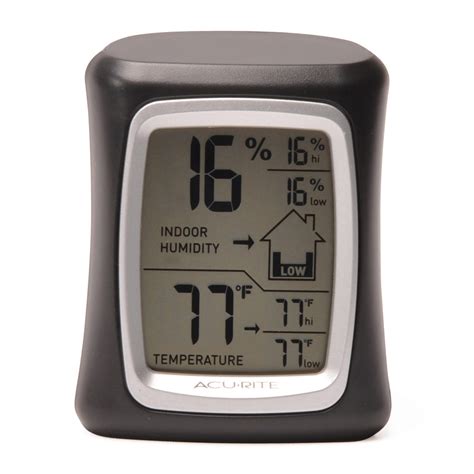 16% 16% hi
16% low
INDOOR
HUMIDITY
LOW
77°F 77°F hi
77°F low
TEMPERATURE
ACU·RITE